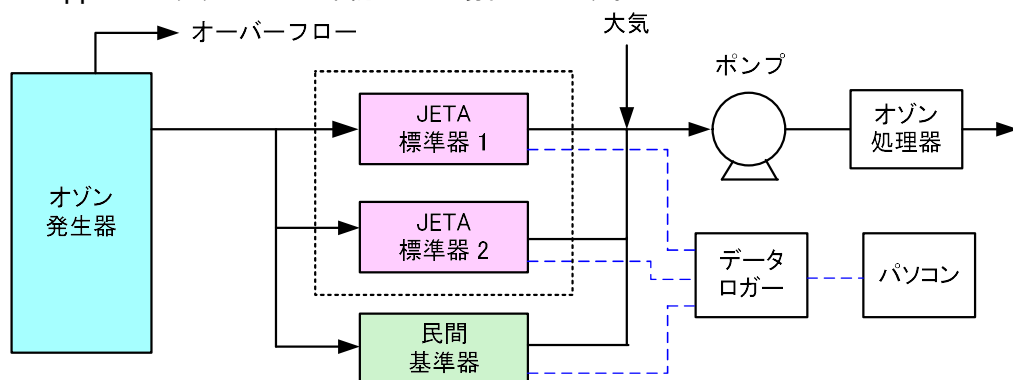 オーバーフロー
大気
ポンプ
オゾン
発生器
JETA
標準器 1
JETA
標準器 2
民間
基準器
オゾン
処理器
データ
ロガー
パソコン